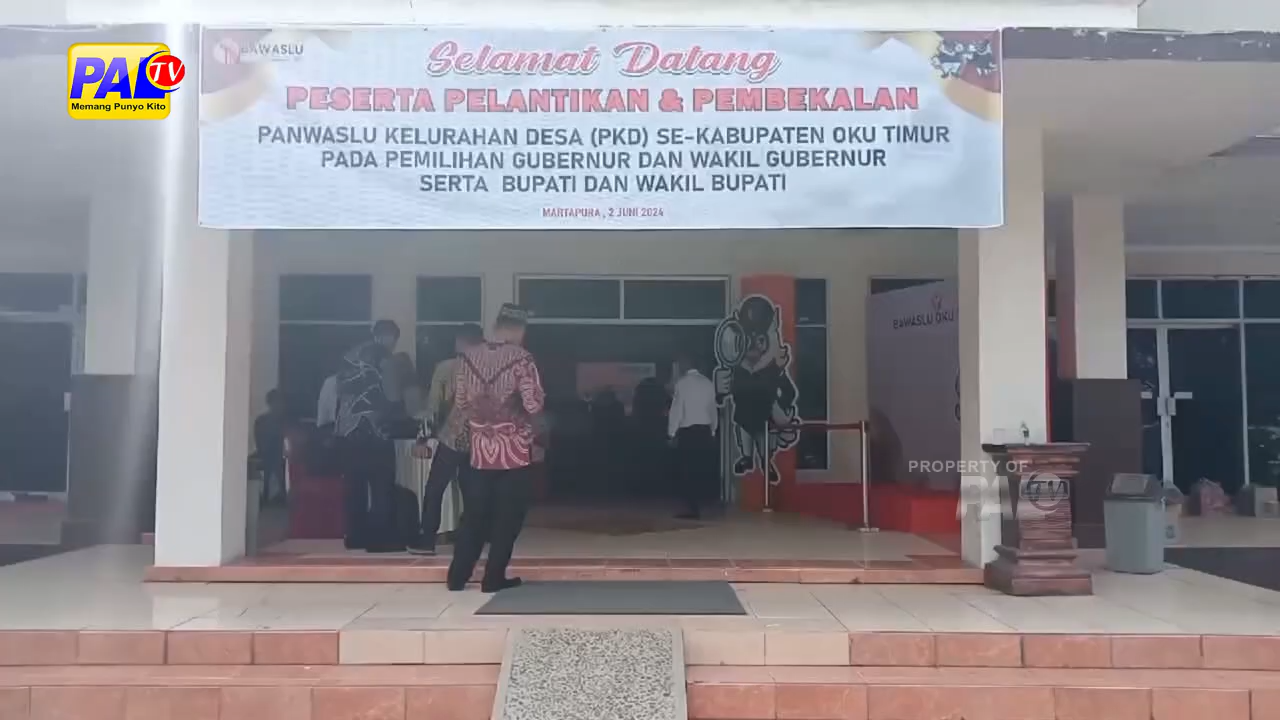 PAL TV
Memang Punyo Kito
BAWASLU
Selamat Datang
PESERTA PELANTIKAN & PEMBEKALAN
PANWASLU KELURAHAN DESA (PKD) SE-KABUPATEN OKU TIMUR
PADA PEMILIHAN GUBERNUR DAN WAKIL GUBERNUR
SERTA BUPATI DAN WAKIL BUPATI
MARTAPURA , 2 JUNI 2024
BAWASLU OKU
PROPERTY OF
PAL TV